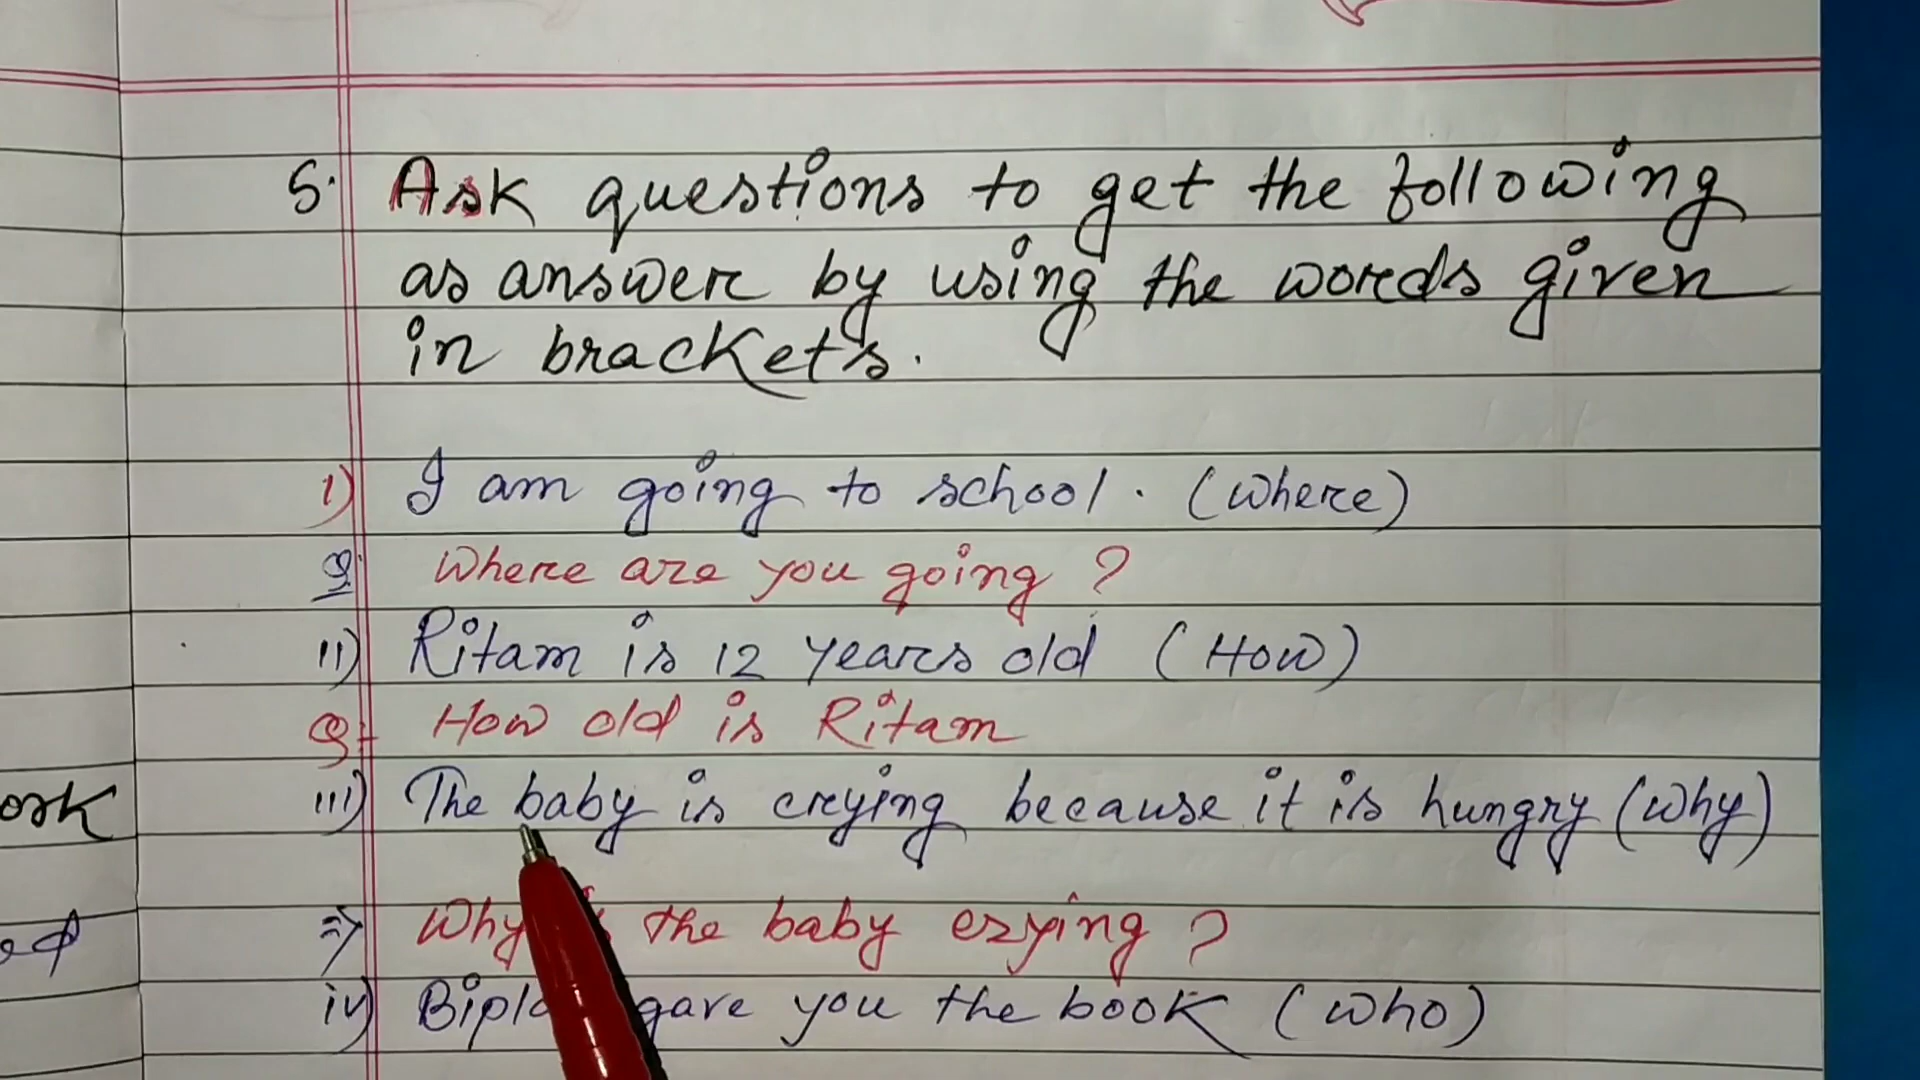 5. Ask questions to get the following
as answer by using the words given
in brackets.
i) I am going to school. (where)
Q. Where are you going ?
ii) Ritam is 12 years old (How)
Q:- How old is Ritam
iii) The baby is crying because it is hungry (why)
ork
⇒ Why is the baby crying ?
ed
iv) gave you the book (who)